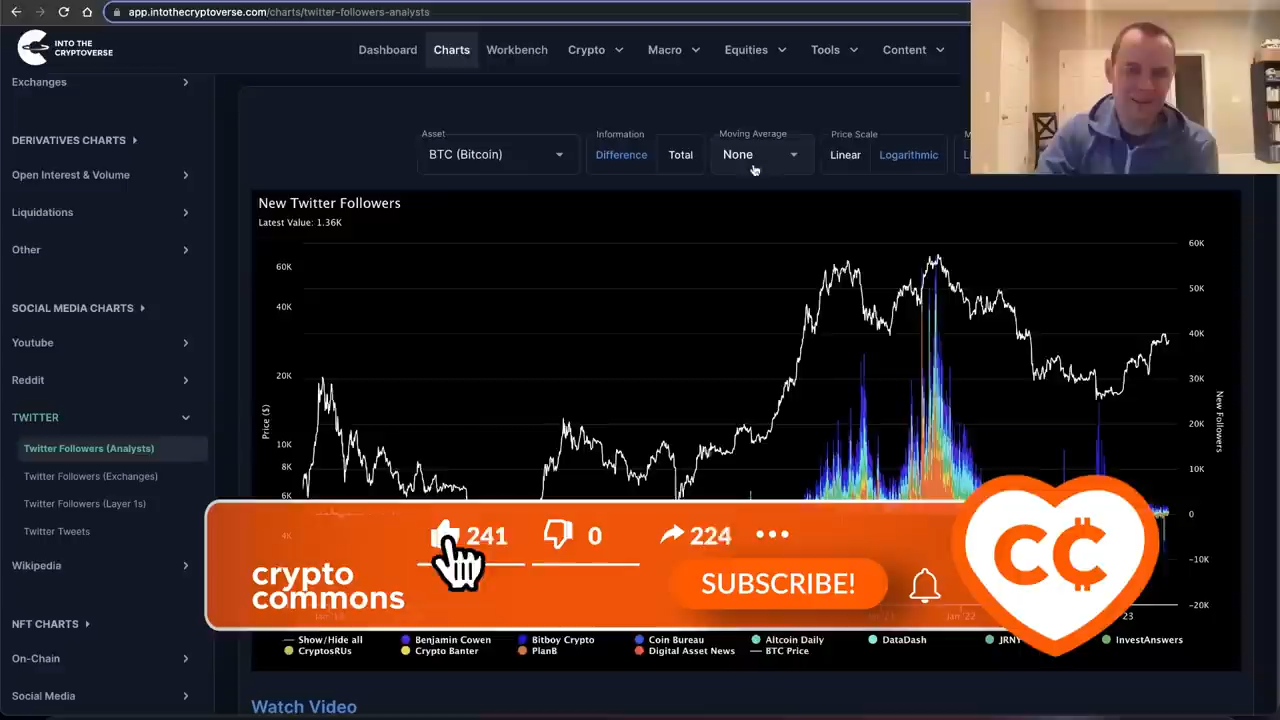 app.intothecryptoverse.com/charts/twitter-followers-analysts
INTO THE
CRYPTOVERSE
Dashboard
Charts
Workbench
Crypto
Macro
Equities
Tools
Content
Exchanges
DERIVATIVES CHARTS
Open Interest & Volume
Liquidations
Other
SOCIAL MEDIA CHARTS
Youtube
Reddit
TWITTER
Twitter Followers (Analysts)
Twitter Followers (Exchanges)
Twitter Followers (Layer 1s)
Twitter Tweets
Wikipedia
NFT CHARTS
On-Chain
Social Media
Asset
BTC (Bitcoin)
Information
Difference
Total
Moving Average
None
Price Scale
Linear
Logarithmic
New Twitter Followers
Latest Value: 1.36K
60K
40K
20K
10K
8K
6K
4K
Price ($)
60K
50K
40K
30K
20K
10K
0
-10K
-20K
New Followers
Jan '22
241
0
224
crypto
commons
SUBSCRIBE!
CC
Show/Hide all
Benjamin Cowen
Bitboy Crypto
Coin Bureau
Altcoin Daily
DataDash
JRNY
InvestAnswers
CryptosRUs
Crypto Banter
PlanB
Digital Asset News
BTC Price
Watch Video